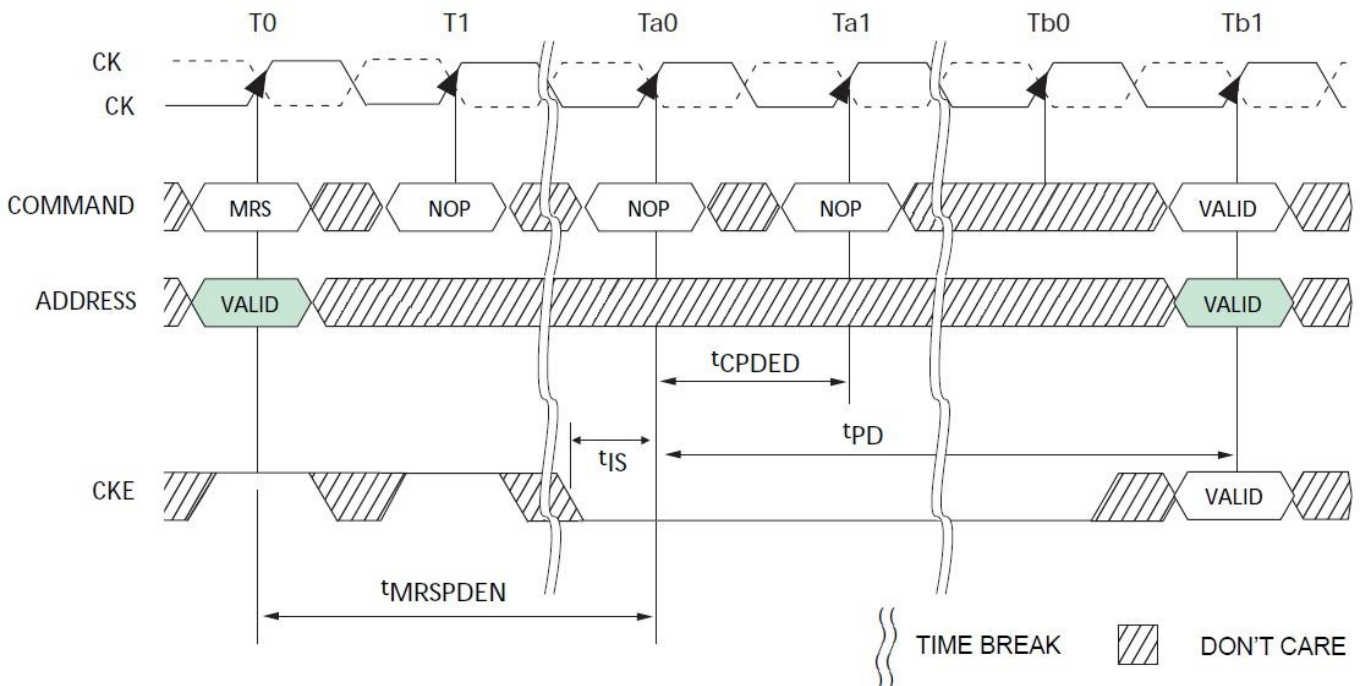 T0 T1 Ta0 Ta1 Tb0 Tb1
CK
CK
COMMAND MRS NOP NOP NOP VALID
ADDRESS VALID VALID
tCPDED
tPD
tIS
CKE VALID
tMRSPDEN
TIME BREAK DON'T CARE